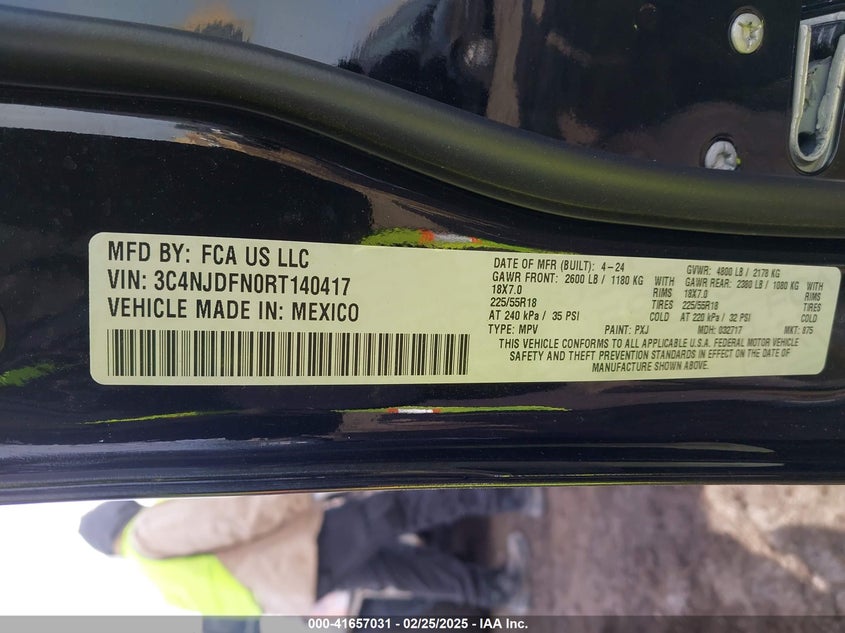 MFD BY: FCA US LLC
VIN: 3C4NJDFN0RT140417
VEHICLE MADE IN: MEXICO
DATE OF MFR (BUILT): 4-24 GVWR: 4800 LB / 2178 KG
GAWR FRONT: 2600 LB / 1180 KG WITH GAWR REAR: 2380 LB / 1080 KG WITH
18X7.0 RIMS 18X7.0 RIMS
225/55R18 TIRES 225/55R18 TIRES
AT 240 kPa / 35 PSI COLD AT 220 kPa / 32 PSI COLD
TYPE: MPV PAINT: PXJ MDH: 032717 MKT: 875
THIS VEHICLE CONFORMS TO ALL APPLICABLE U.S.A. FEDERAL MOTOR VEHICLE
SAFETY AND THEFT PREVENTION STANDARDS IN EFFECT ON THE DATE OF
MANUFACTURE SHOWN ABOVE.
000-41657031 - 02/25/2025 - IAA Inc.